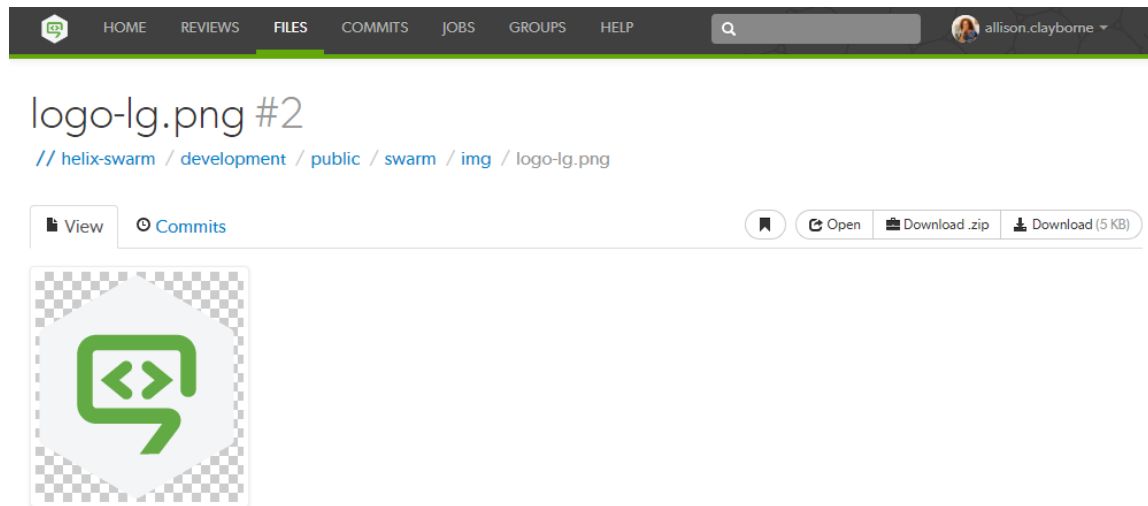 HOME REVIEWS FILES COMMITS JOBS GROUPS HELP allison.clayborne
logo-lg.png #2
// helix-swarm / development / public / swarm / img / logo-lg.png
View Commits Open Download .zip Download (5 KB)